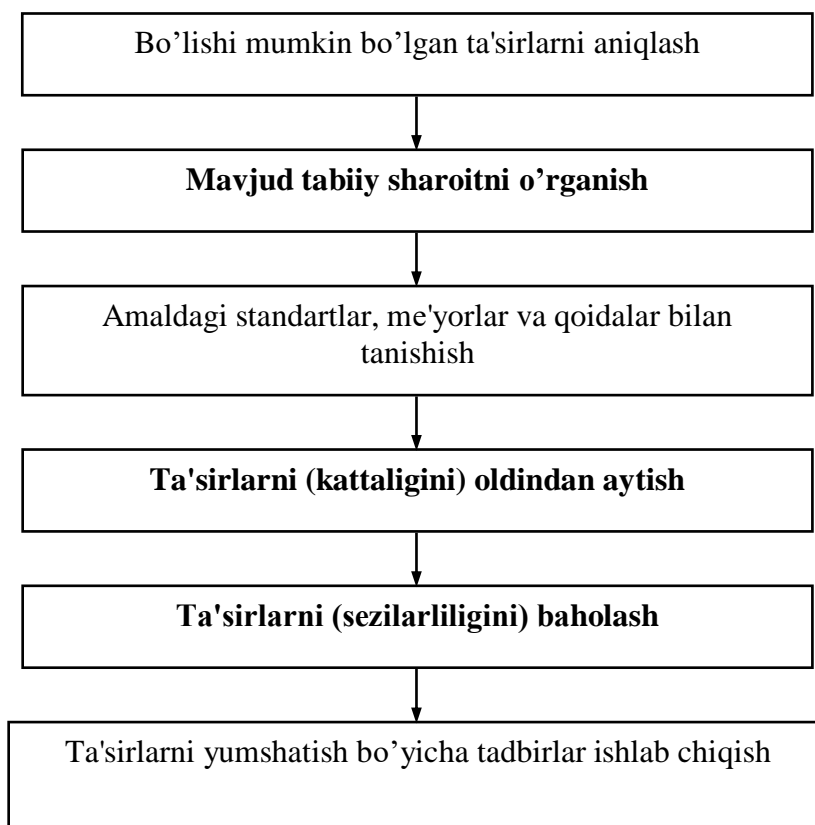 Bo’lishi mumkin bo’lgan ta'sirlarni aniqlash
Mavjud tabiiy sharoitni o’rganish
Amaldagi standartlar, me'yorlar va qoidalar bilan
tanishish
Ta'sirlarni (kattaligini) oldindan aytish
Ta'sirlarni (sezilarliligini) baholash
Ta'sirlarni yumshatish bo’yicha tadbirlar ishlab chiqish